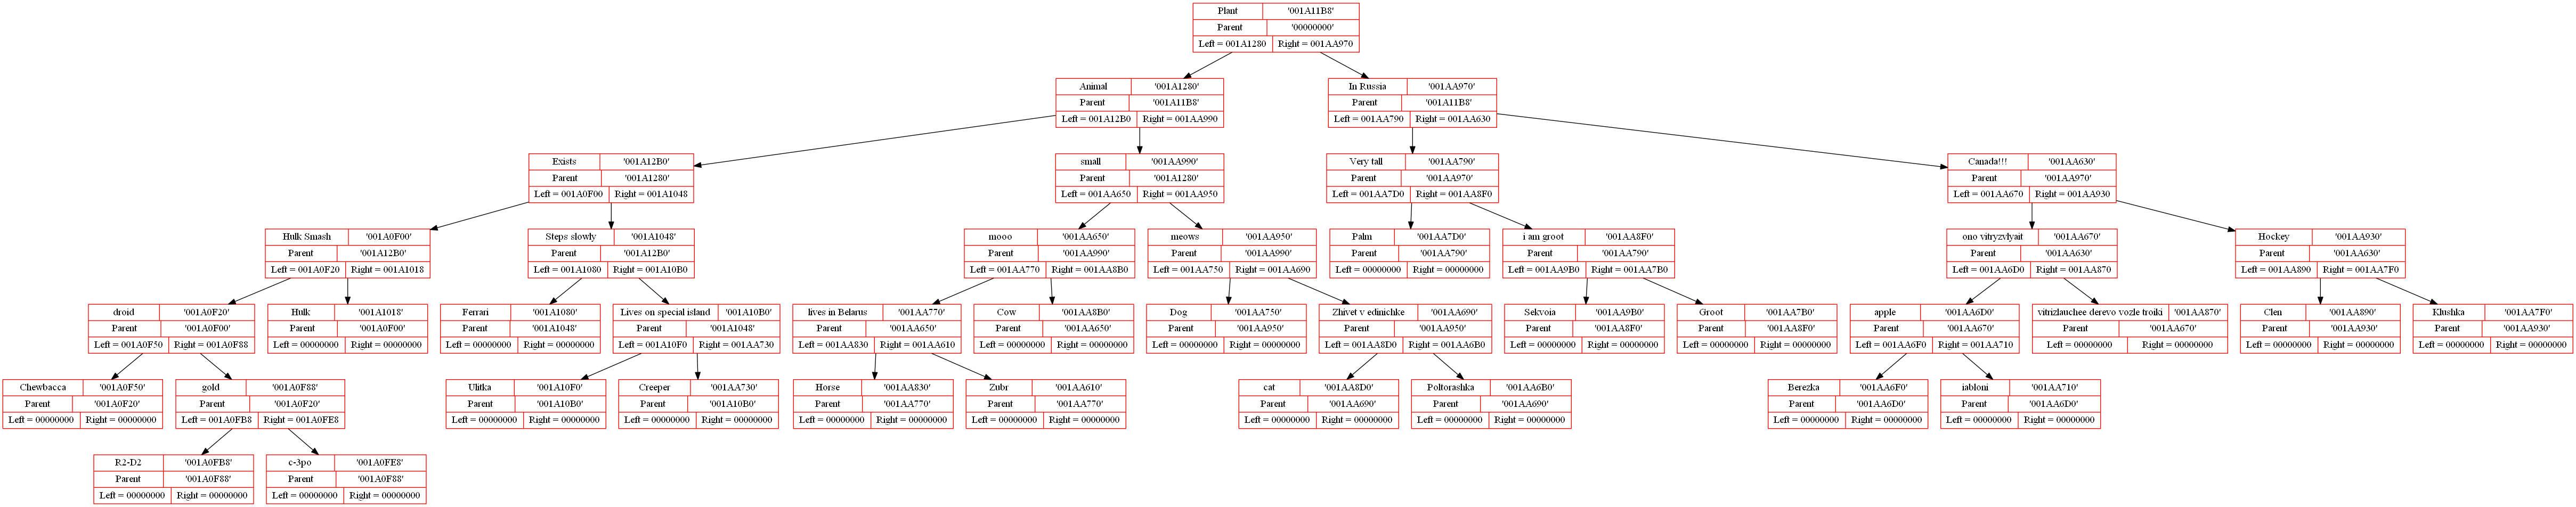 Plant '001A11B8'
Parent '00000000'
Left = 001A1280 Right = 001AA970
Animal '001A1280'
Parent '001A11B8'
Left = 001A12B0 Right = 001AA990
In Russia '001AA970'
Parent '001A11B8'
Left = 001AA790 Right = 001AA630
Exists '001A12B0'
Parent '001A1280'
Left = 001A0F00 Right = 001A1048
small '001AA990'
Parent '001A1280'
Left = 001AA650 Right = 001AA950
Very tall '001AA790'
Parent '001AA970'
Left = 001AA7D0 Right = 001AA8F0
Canada!!! '001AA630'
Parent '001AA970'
Left = 001AA670 Right = 001AA930
Hulk Smash '001A0F00'
Parent '001A12B0'
Left = 001A0F20 Right = 001A1018
Steps slowly '001A1048'
Parent '001A12B0'
Left = 001A1080 Right = 001A10B0
mooo '001AA650'
Parent '001AA990'
Left = 001AA770 Right = 001AA8B0
meows '001AA950'
Parent '001AA990'
Left = 001AA750 Right = 001AA690
Palm '001AA7D0'
Parent '001AA790'
Left = 00000000 Right = 00000000
i am groot '001AA8F0'
Parent '001AA790'
Left = 001AA9B0 Right = 001AA7B0
ono vitryzvlyait '001AA670'
Parent '001AA630'
Left = 001AA6D0 Right = 001AA870
Hockey '001AA930'
Parent '001AA630'
Left = 001AA890 Right = 001AA7F0
droid '001A0F20'
Parent '001A0F00'
Left = 001A0F50 Right = 001A0F88
Hulk '001A1018'
Parent '001A0F00'
Left = 00000000 Right = 00000000
Ferrari '001A1080'
Parent '001A1048'
Left = 00000000 Right = 00000000
Lives on special island '001A10B0'
Parent '001A1048'
Left = 001A10F0 Right = 001AA730
lives in Belarus '001AA770'
Parent '001AA650'
Left = 001AA830 Right = 001AA610
Cow '001AA8B0'
Parent '001AA650'
Left = 00000000 Right = 00000000
Dog '001AA750'
Parent '001AA950'
Left = 00000000 Right = 00000000
Zhivet v edinichke '001AA690'
Parent '001AA950'
Left = 001AA8D0 Right = 001AA6B0
Sekvoia '001AA9B0'
Parent '001AA8F0'
Left = 00000000 Right = 00000000
Groot '001AA7B0'
Parent '001AA8F0'
Left = 00000000 Right = 00000000
apple '001AA6D0'
Parent '001AA670'
Left = 001AA6F0 Right = 001AA710
vitrizlauchee derevo vozle troiki '001AA870'
Parent '001AA670'
Left = 00000000 Right = 00000000
Clen '001AA890'
Parent '001AA930'
Left = 00000000 Right = 00000000
Klushka '001AA7F0'
Parent '001AA930'
Left = 00000000 Right = 00000000
Chewbacca '001A0F50'
Parent '001A0F20'
Left = 00000000 Right = 00000000
gold '001A0F88'
Parent '001A0F20'
Left = 001A0FB8 Right = 001A0FE8
Ulitka '001A10F0'
Parent '001A10B0'
Left = 00000000 Right = 00000000
Creeper '001AA730'
Parent '001A10B0'
Left = 00000000 Right = 00000000
Horse '001AA830'
Parent '001AA770'
Left = 00000000 Right = 00000000
Zubr '001AA610'
Parent '001AA770'
Left = 00000000 Right = 00000000
cat '001AA8D0'
Parent '001AA690'
Left = 00000000 Right = 00000000
Poltorashka '001AA6B0'
Parent '001AA690'
Left = 00000000 Right = 00000000
Berezka '001AA6F0'
Parent '001AA6D0'
Left = 00000000 Right = 00000000
iabloni '001AA710'
Parent '001AA6D0'
Left = 00000000 Right = 00000000
R2-D2 '001A0FB8'
Parent '001A0F88'
Left = 00000000 Right = 00000000
c-3po '001A0FE8'
Parent '001A0F88'
Left = 00000000 Right = 00000000